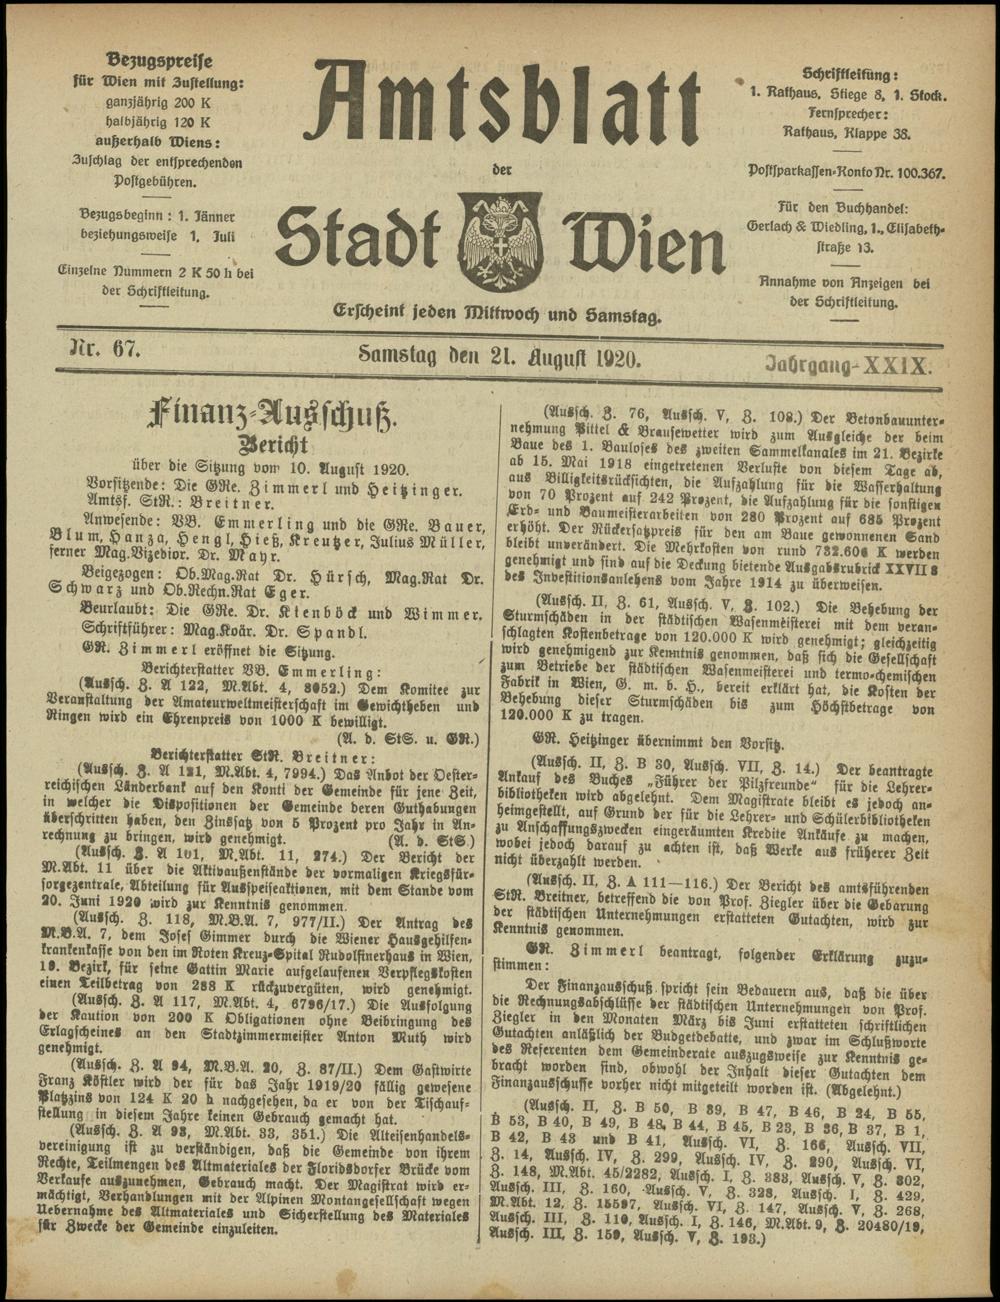 Bezugspreise
für Wien mit Zustellung:
ganzjährig 200 K
halbjährig 120 K
außerhalb Wiens:
Zuschlag der entsprechenden
Postgebühren.
Bezugsbeginn: 1. Jänner
beziehungsweise 1. Juli
Einzelne Nummern 2 K 50 h bei
der Schriftleitung.
Amtsblatt
der
Stadt Wien
Erscheint jeden Mittwoch und Samstag.
Schriftleitung:
1. Rathaus, Stiege 8, 1. Stock.
Fernsprecher:
Rathaus, Klappe 38.
Postsparkassen-Konto Nr. 100.367.
Für den Buchhandel:
Gerlach & Wiedling, 1., Elisabeth-
straße 13.
Annahme von Anzeigen bei
der Schriftleitung.
Nr. 67.
Samstag den 21. August 1920.
Jahrgang XXIX.
Finanz-Ausschuß.
Bericht
über die Sitzung vom 10. August 1920.
Vorsitzende: Die GRe. Zimmerl und Heitzinger.
Amtsf. StR.: Breitner.
Anwesende: VB. Emmerling und die GRe. Bauer,
Blum, Hanza, Hengl, Hieß, Kreutzer, Julius Müller,
ferner Mag.Vizedior. Dr. Mayr.
Beigezogen: Ob.Mag.Rat Dr. Hürsch, Mag.Rat Dr.
Schwarz und Ob.Rechn.Rat Eger.
Beurlaubt: Die GRe. Dr. Kienböck und Wimmer.
Schriftführer: Mag.Koär. Dr. Spandl.
GR. Zimmerl eröffnet die Sitzung.
Berichterstatter VB. Emmerling:
(Aussch. Z. A 122, M.Abt. 4, 8052.) Dem Komitee zur
Veranstaltung der Amateurweltmeisterschaft im Gewichtheben und
Ringen wird ein Ehrenpreis von 1000 K bewilligt.
(A. d. StS. u. GR.)
Berichterstatter StR. Breitner:
(Aussch. Z. A 121, M.Abt. 4, 7994.) Das Anbot der Oester-
reichischen Länderbank auf den Konti der Gemeinde für jene Zeit,
in welcher die Dispositionen der Gemeinde deren Guthabungen
überschritten haben, den Zinssatz von 5 Prozent pro Jahr in An-
rechnung zu bringen, wird genehmigt. (A. d. StS.)
(Aussch. Z. A 101, M.Abt. 11, 274.) Der Bericht der
M.Abt. 11 über die Aktivaußenstände der vormaligen Kriegsfür-
sorgezentrale, Abteilung für Ausspeiseaktionen, mit dem Stande vom
20. Juni 1920 wird zur Kenntnis genommen.
(Aussch. Z. 118, M.B.A. 7, 977/II.) Der Antrag des
M.B.A. 7, dem Josef Gimmer durch die Wiener Hausgehilfen-
krankenkasse von den im Roten Kreuz-Spital Rudolfinerhaus in Wien,
19. Bezirk, für seine Gattin Marie aufgelaufenen Verpflegskosten
einen Teilbetrag von 288 K rückzuvergüten, wird genehmigt.
(Aussch. Z. A 117, M.Abt. 4, 6796/17.) Die Ausfolgung
der Kaution von 200 K Obligationen ohne Beibringung des
Erlagscheines an den Stadtzimmermeister Anton Muth wird
genehmigt.
(Aussch. Z. A 94, M.B.A. 20, Z. 87/II.) Dem Gastwirte
Franz Köstler wird der für das Jahr 1919/20 fällig gewesene
Platzzins von 124 K 20 h nachgesehen, da er von der Tischauf-
stellung in diesem Jahre keinen Gebrauch gemacht hat.
(Aussch. Z. A 93, M.Abt. 33, 351.) Die Alteisenhandels-
vereinigung ist zu verständigen, daß die Gemeinde von ihrem
Rechte, Teilmengen des Altmateriales der Floridsdorfer Brücke vom
Verkaufe auszunehmen, Gebrauch macht. Der Magistrat wird er-
mächtigt, Verhandlungen mit der Alpinen Montangesellschaft wegen
Uebernahme des Altmateriales und Sicherstellung des Materiales
für Zwecke der Gemeinde einzuleiten.
(Aussch. Z. 76, Aussch. V, Z. 108.) Der Betonbauunter-
nehmung Pittel & Brausewetter wird zum Ausgleiche der beim
Baue des 1. Bauloses des zweiten Sammelkanales im 21. Bezirke
ab 15. Mai 1918 eingetretenen Verluste von diesem Tage ab,
aus Billigkeitsrücksichten, die Aufzahlung für die Wasserhaltung
von 70 Prozent auf 242 Prozent, die Aufzahlung für die sonstigen
Erd- und Baumeisterarbeiten von 280 Prozent auf 685 Prozent
erhöht. Der Rückersatzpreis für den am Baue gewonnenen Sand
bleibt unverändert. Die Mehrkosten von rund 732.606 K werden
genehmigt und sind auf die Deckung bietende Ausgabsrubrick XXVII 8
des Investitionsanlehens vom Jahre 1914 zu überweisen.
(Aussch. II, Z. 61, Aussch. V, Z. 102.) Die Behebung der
Sturmschäden in der städtischen Wasenmeisterei mit dem veran-
schlagten Kostenbetrage von 120.000 K wird genehmigt; gleichzeitig
wird genehmigend zur Kenntnis genommen, daß sich die Gesellschaft
zum Betriebe der städtischen Wasenmeisterei und termo-chemischen
Fabrik in Wien, G. m. b. H., bereit erklärt hat, die Kosten der
Behebung dieser Sturmschäden bis zum Höchstbetrage von
120.000 K zu tragen.
GR. Heitzinger übernimmt den Vorsitz.
(Aussch. II, Z. B 30, Aussch. VII, Z. 14.) Der beantragte
Ankauf des Buches „Führer der Pilzfreunde“ für die Lehrer-
bibliotheken wird abgelehnt. Dem Magistrate bleibt es jedoch an-
heimgestellt, auf Grund der für die Lehrer- und Schülerbibliotheken
zu Anschaffungszwecken eingeräumten Kredite Ankäufe zu machen,
wobei jedoch darauf zu achten ist, daß Werke aus früherer Zeit
nicht überzahlt werden.
(Aussch. II, Z. A 111—116.) Der Bericht des amtsführenden
StR. Breitner, betreffend die von Prof. Ziegler über die Gebarung
der städtischen Unternehmungen erstatteten Gutachten, wird zur
Kenntnis genommen.
GR. Zimmerl beantragt, folgender Erklärung zuzu-
stimmen:
Der Finanzausschuß spricht sein Bedauern aus, daß die über
die Rechnungsabschlüsse der städtischen Unternehmungen von Prof.
Ziegler in den Monaten März bis Juni erstatteten schriftlichen
Gutachten anläßlich der Budgetdebatte, und zwar im Schlußworte
des Referenten dem Gemeinderate auszugsweise zur Kenntnis ge-
bracht worden sind, obwohl der Inhalt dieser Gutachten dem
Finanzausschusse vorher nicht mitgeteilt worden ist. (Abgelehnt.)
(Aussch. II, Z. B 50, B 39, B 47, B 46, B 24, B 55,
B 53, B 40, B 49, B 48, B 44, B 45, B 23, B 36, B 37, B 1,
B 42, B 43 und B 41, Aussch. VI, Z. 166, Aussch. VII,
Z. 14, Aussch. IV, Z. 299, Aussch. IV, Z. 290, Aussch. VI,
Z. 148, M.Abt. 45/2282, Aussch. I, Z. 383, Aussch. V, Z. 302,
Aussch. III, Z. 160, Aussch. V, Z. 328, Aussch. I, Z. 429,
M.Abt. 12, Z. 15597, Aussch. VI, Z. 147, Aussch. V, Z. 268,
Aussch. III, Z. 110, Aussch. I, Z. 146, M.Abt. 9, Z. 20480/19,
Aussch. III, Z. 159, Aussch. V, Z. 193.)